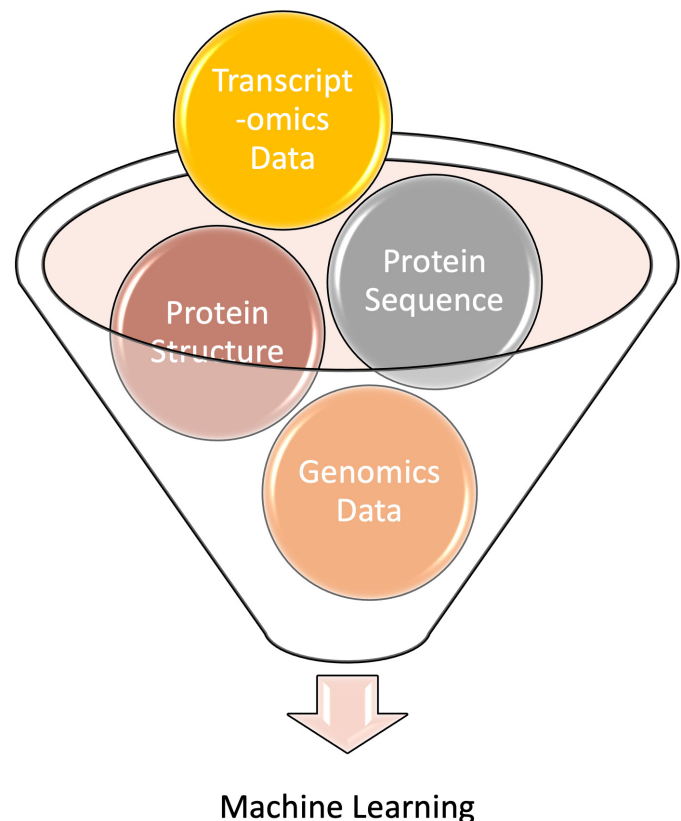 Transcript
-omics
Data
Protein
Sequence
Protein
Structure
Genomics
Data
Machine Learning